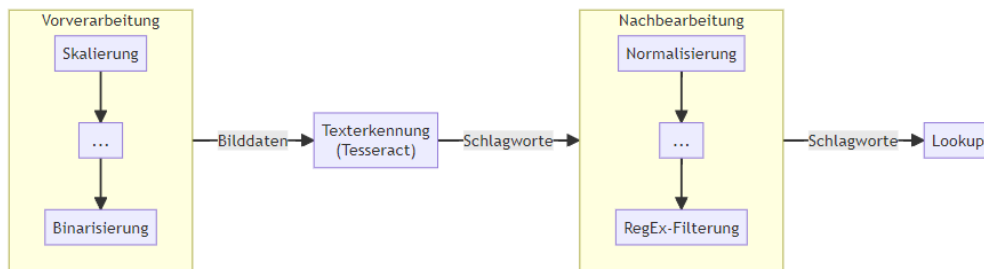 Vorverarbeitung
Skalierung
...
Binarisierung
Bilddaten
Texterkennung
(Tesseract)
Schlagworte
Nachbearbeitung
Normalisierung
...
RegEx-Filterung
Schlagworte
Lookup